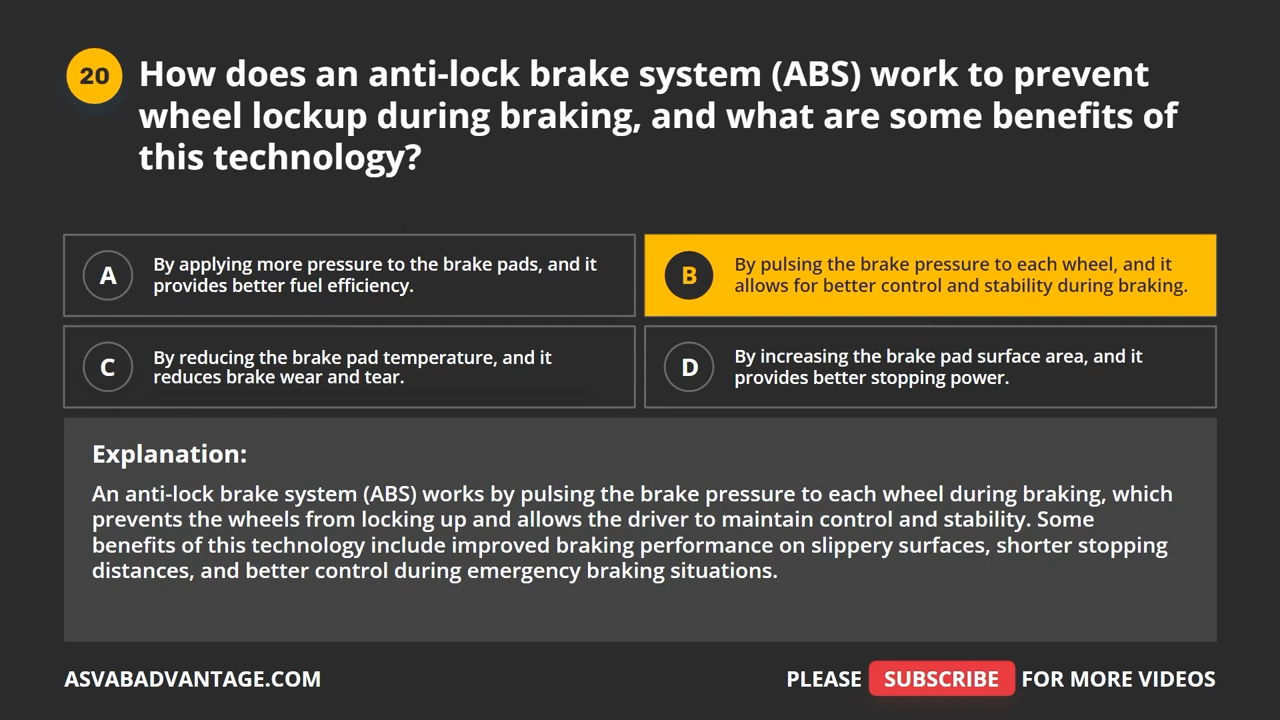 20
How does an anti-lock brake system (ABS) work to prevent
wheel lockup during braking, and what are some benefits of
this technology?
A
By applying more pressure to the brake pads, and it
provides better fuel efficiency.
B
By pulsing the brake pressure to each wheel, and it
allows for better control and stability during braking.
C
By reducing the brake pad temperature, and it
reduces brake wear and tear.
D
By increasing the brake pad surface area, and it
provides better stopping power.
Explanation:
An anti-lock brake system (ABS) works by pulsing the brake pressure to each wheel during braking, which
prevents the wheels from locking up and allows the driver to maintain control and stability. Some
benefits of this technology include improved braking performance on slippery surfaces, shorter stopping
distances, and better control during emergency braking situations.
ASVABADVANTAGE.COM
PLEASE SUBSCRIBE FOR MORE VIDEOS